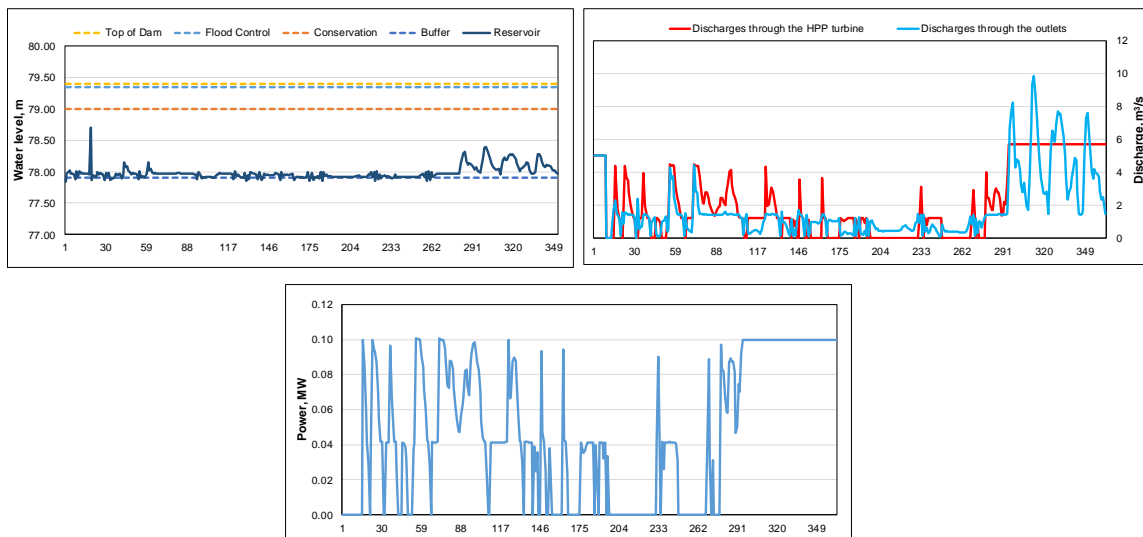 Top of Dam Flood Control Conservation Buffer Reservoir
80.00
79.50
79.00
78.50
78.00
77.50
77.00
Water level, m
1 30 59 88 117 146 175 204 233 262 291 320 349
Discharges through the HPP turbine Discharges through the outlets
12
10
8
6
4
2
0
Discharge, m³/s
1 30 59 88 117 146 175 204 233 262 291 320 349
0.12
0.10
0.08
0.06
0.04
0.02
0.00
Power, MW
1 30 59 88 117 146 175 204 233 262 291 320 349